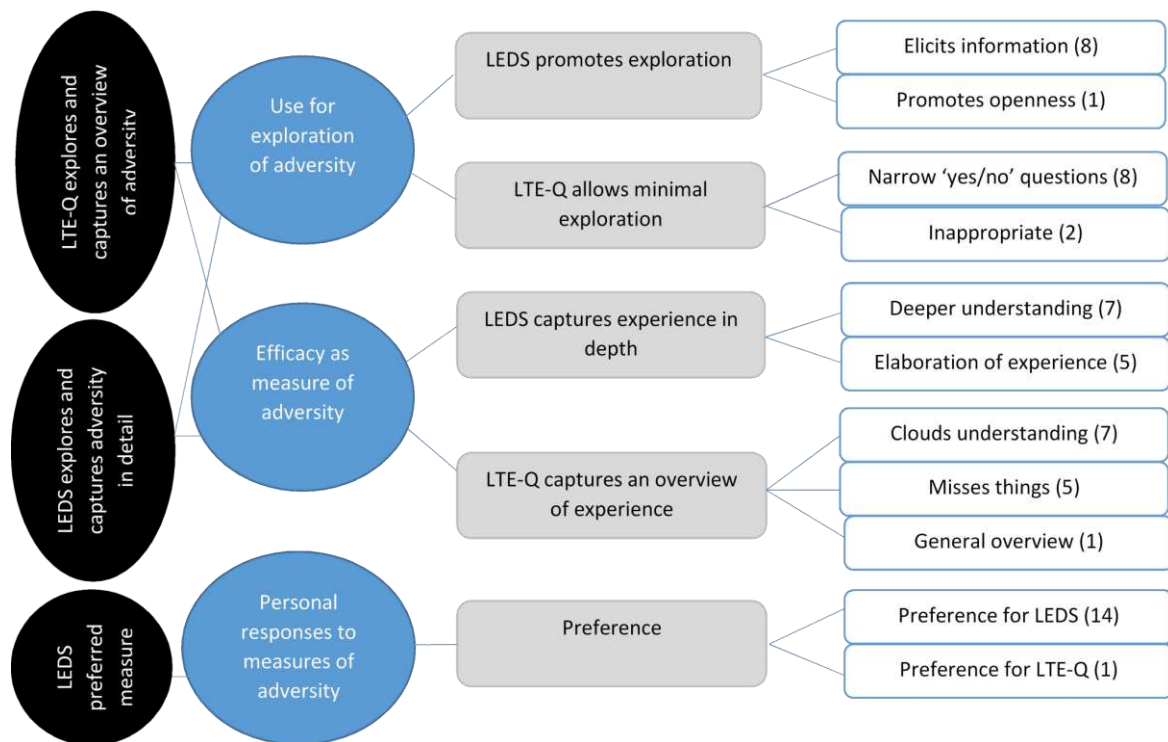 LTE-Q explores and
captures an overview
of adversity
LEDS explores and
captures adversity
in detail
LEDS
preferred
measure
Use for
exploration
of adversity
Efficacy as
measure of
adversity
Personal
responses to
measures of
adversity
LEDS promotes exploration
LTE-Q allows minimal
exploration
LEDS captures experience in
depth
LTE-Q captures an overview
of experience
Preference
Elicits information (8)
Promotes openness (1)
Narrow ‘yes/no’ questions (8)
Inappropriate (2)
Deeper understanding (7)
Elaboration of experience (5)
Clouds understanding (7)
Misses things (5)
General overview (1)
Preference for LEDS (14)
Preference for LTE-Q (1)